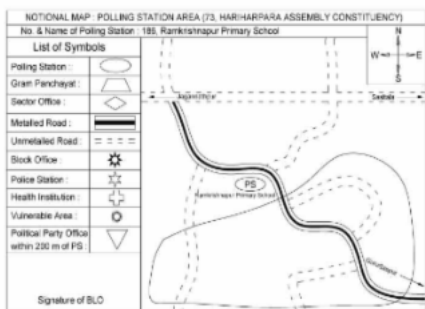 NOTIONAL MAP : POLLING STATION AREA (73, HARIHARPARA ASSEMBLY CONSTITUENCY)
No. & Name of Polling Station : 189, Ramkrishnapur Primary School
List of Symbols
Polling Station :
Gram Panchayat :
Sector Office :
Metalled Road :
Unmetalled Road :
Block Office :
Police Station :
Health Institution :
Vulnerable Area :
Political Party Office
within 200 m of PS :
Signature of BLO
N
W
E
S
PS
Ramkrishnapur Primary School